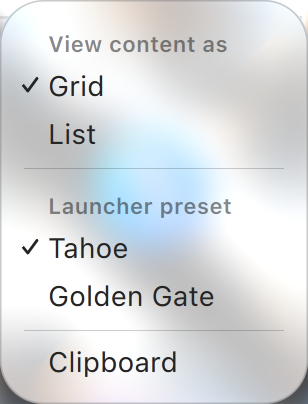 View content as
✓ Grid
List
Launcher preset
✓ Tahoe
Golden Gate
Clipboard